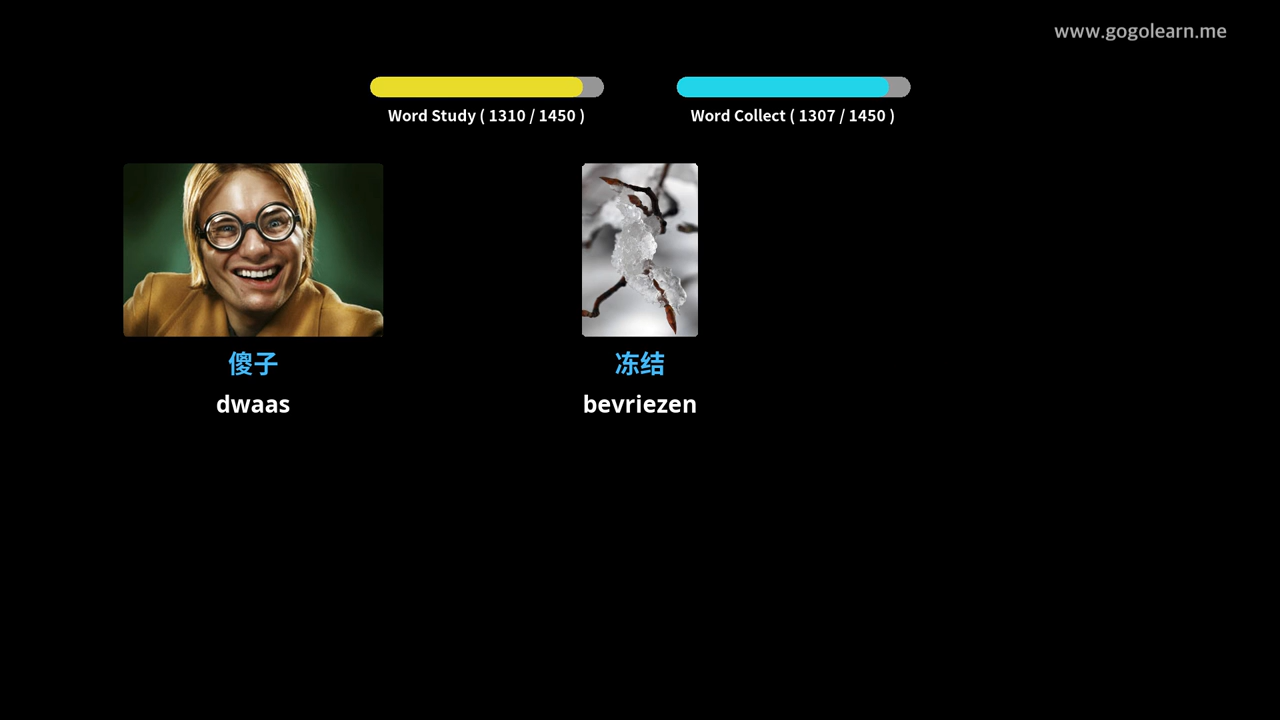 www.gogolearn.me
Word Study ( 1310 / 1450 )
Word Collect ( 1307 / 1450 )
傻子
冻结
dwaas
bevriezen